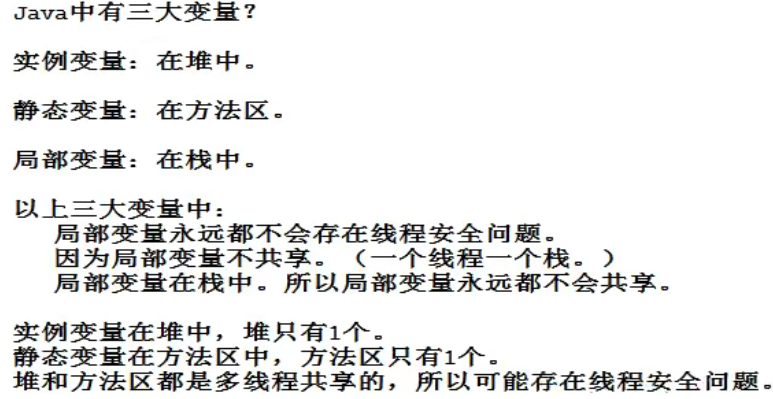 Java中有三大变量？
实例变量：在堆中。
静态变量：在方法区。
局部变量：在栈中。
以上三大变量中：
局部变量永远都不会存在线程安全问题。
因为局部变量不共享。（一个线程一个栈。）
局部变量在栈中。所以局部变量永远都不会共享。
实例变量在堆中，堆只有1个。
静态变量在方法区中，方法区只有1个。
堆和方法区都是多线程共享的，所以可能存在线程安全问题。